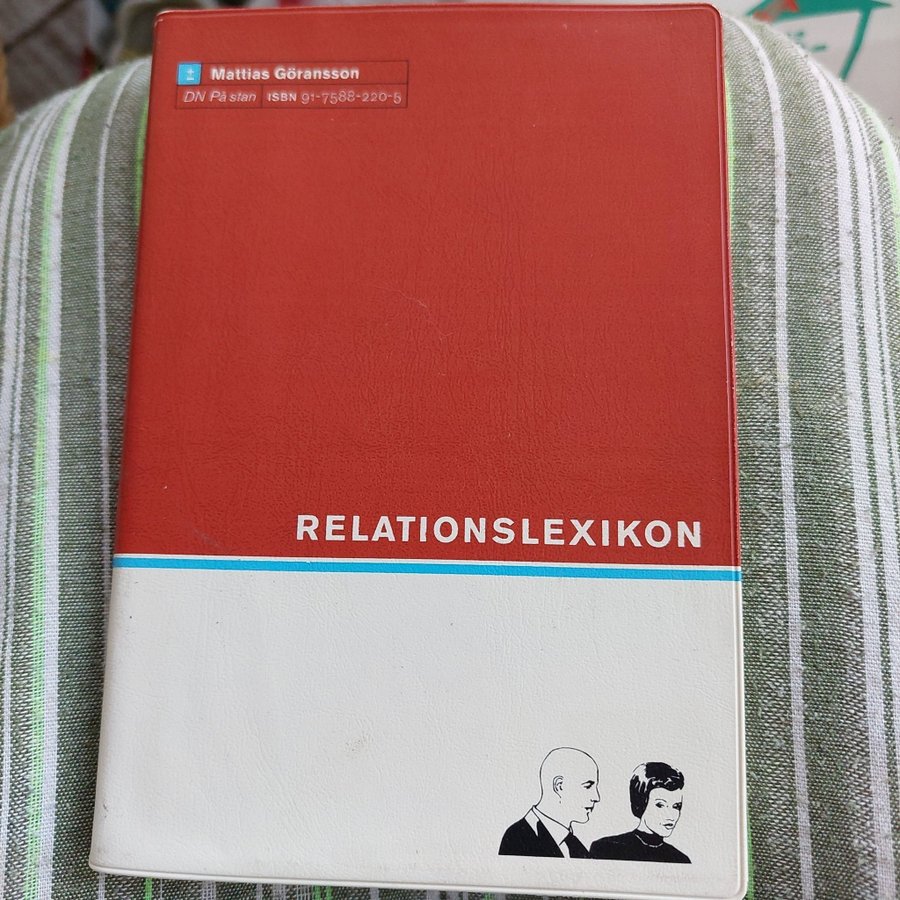 ± Mattias Göransson
DN På stan ISBN 91-7588-220-5
RELATIONSLEXIKON